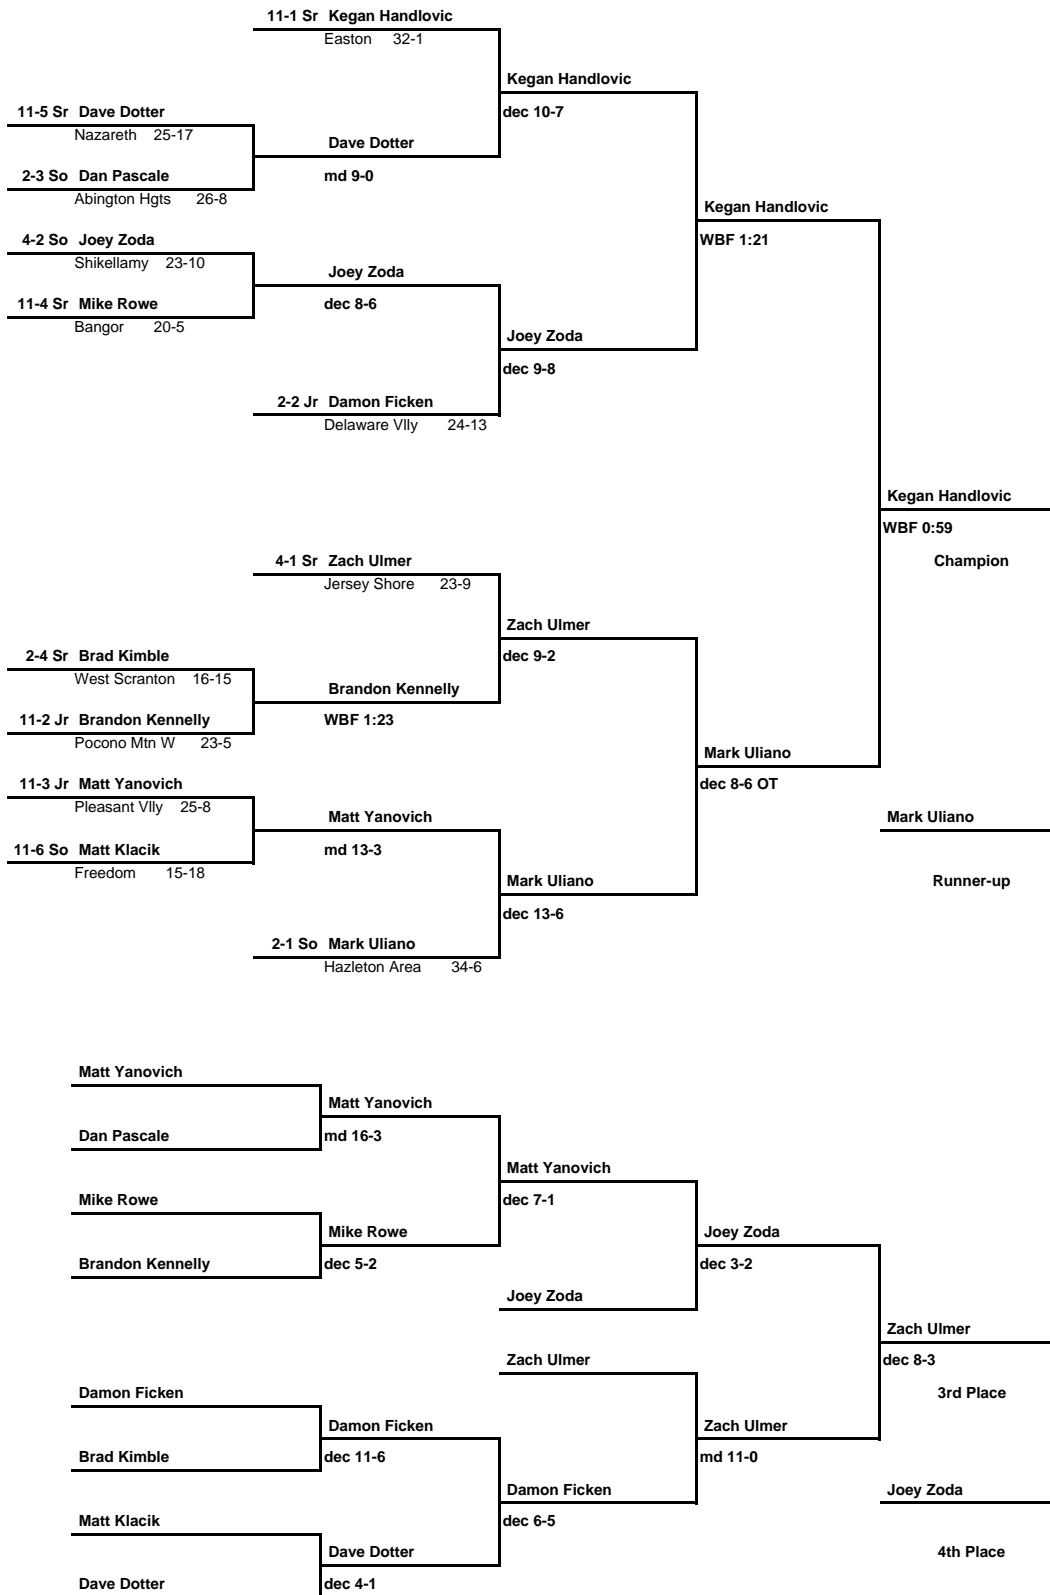 11-1 Sr Kegan Handlovic
Easton 32-1
Kegan Handlovic
11-5 Sr Dave Dotter
dec 10-7
Nazareth 25-17
Dave Dotter
2-3 So Dan Pascale
md 9-0
Abington Hgts 26-8
Kegan Handlovic
4-2 So Joey Zoda
WBF 1:21
Shikellamy 23-10
Joey Zoda
11-4 Sr Mike Rowe
dec 8-6
Bangor 20-5
Joey Zoda
dec 9-8
2-2 Jr Damon Ficken
Delaware Vlly 24-13
Kegan Handlovic
WBF 0:59
4-1 Sr Zach Ulmer
Champion
Jersey Shore 23-9
Zach Ulmer
2-4 Sr Brad Kimble
dec 9-2
West Scranton 16-15
Brandon Kennelly
11-2 Jr Brandon Kennelly
WBF 1:23
Pocono Mtn W 23-5
Mark Uliano
11-3 Jr Matt Yanovich
dec 8-6 OT
Pleasant Vlly 25-8
Matt Yanovich
Mark Uliano
11-6 So Matt Klacik
md 13-3
Freedom 15-18
Mark Uliano
Runner-up
dec 13-6
2-1 So Mark Uliano
Hazleton Area 34-6
Matt Yanovich
Matt Yanovich
Dan Pascale
md 16-3
Matt Yanovich
Mike Rowe
dec 7-1
Mike Rowe
Joey Zoda
Brandon Kennelly
dec 5-2
dec 3-2
Joey Zoda
Zach Ulmer
Zach Ulmer
dec 8-3
Damon Ficken
3rd Place
Damon Ficken
Zach Ulmer
Brad Kimble
dec 11-6
md 11-0
Damon Ficken
Joey Zoda
Matt Klacik
dec 6-5
Dave Dotter
4th Place
Dave Dotter
dec 4-1